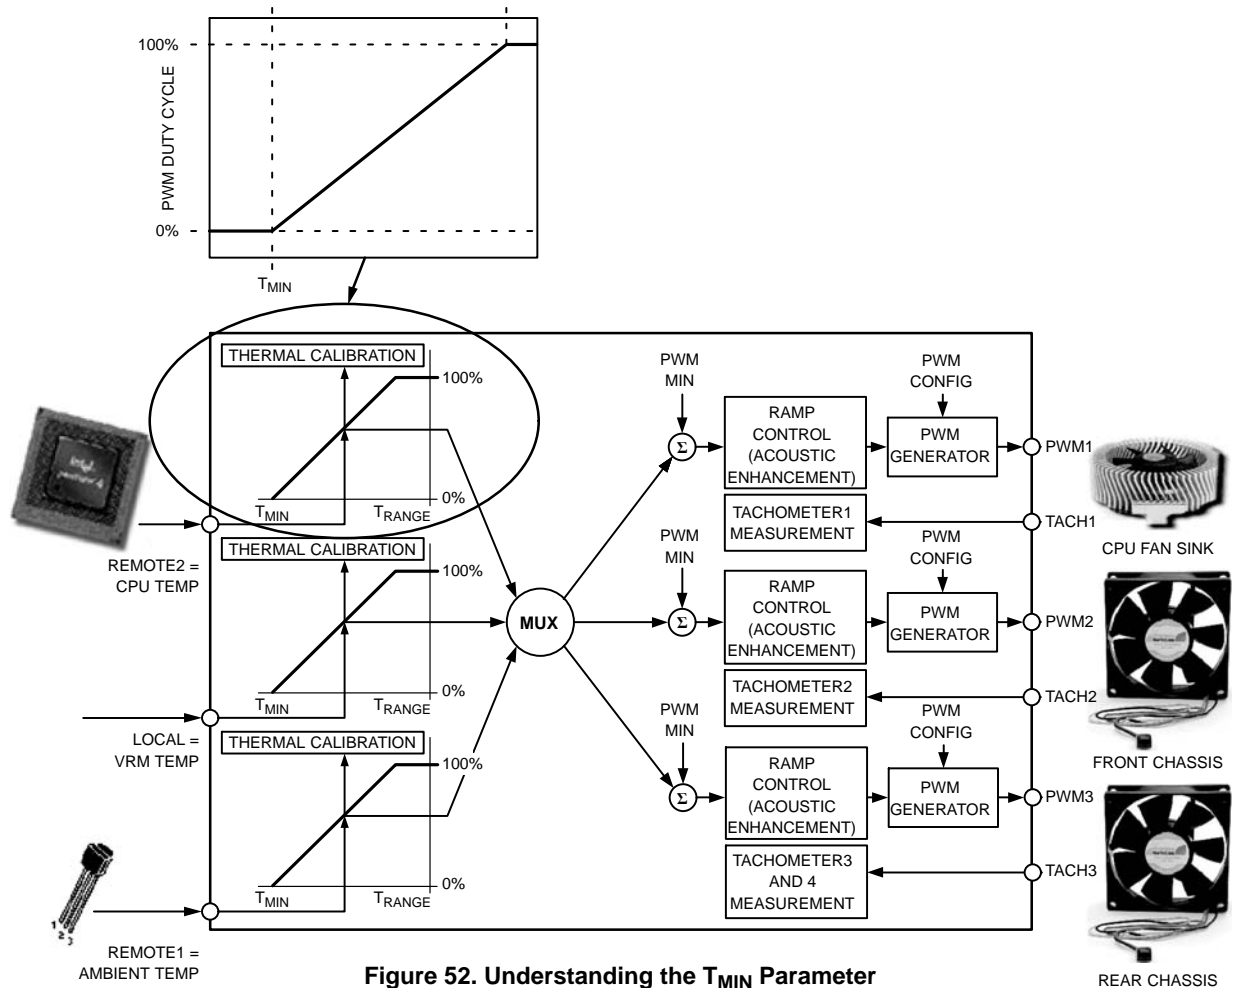 100%
PWM DUTY CYCLE
0%
TMIN
THERMAL CALIBRATION
100%
0%
TMIN
TRANGE
REMOTE2 =
CPU TEMP
THERMAL CALIBRATION
100%
0%
TMIN
TRANGE
LOCAL =
VRM TEMP
THERMAL CALIBRATION
100%
0%
TMIN
TRANGE
1
2
3
REMOTE1 =
AMBIENT TEMP
MUX
PWM
MIN
Σ
RAMP
CONTROL
(ACOUSTIC
ENHANCEMENT)
PWM
CONFIG
PWM
GENERATOR
PWM1
TACHOMETER1
MEASUREMENT
TACH1
CPU FAN SINK
PWM
MIN
Σ
RAMP
CONTROL
(ACOUSTIC
ENHANCEMENT)
PWM
CONFIG
PWM
GENERATOR
PWM2
TACHOMETER2
MEASUREMENT
TACH2
FRONT CHASSIS
PWM
MIN
Σ
RAMP
CONTROL
(ACOUSTIC
ENHANCEMENT)
PWM
CONFIG
PWM
GENERATOR
PWM3
TACHOMETER3
AND 4
MEASUREMENT
TACH3
REAR CHASSIS
Figure 52. Understanding the TMIN Parameter